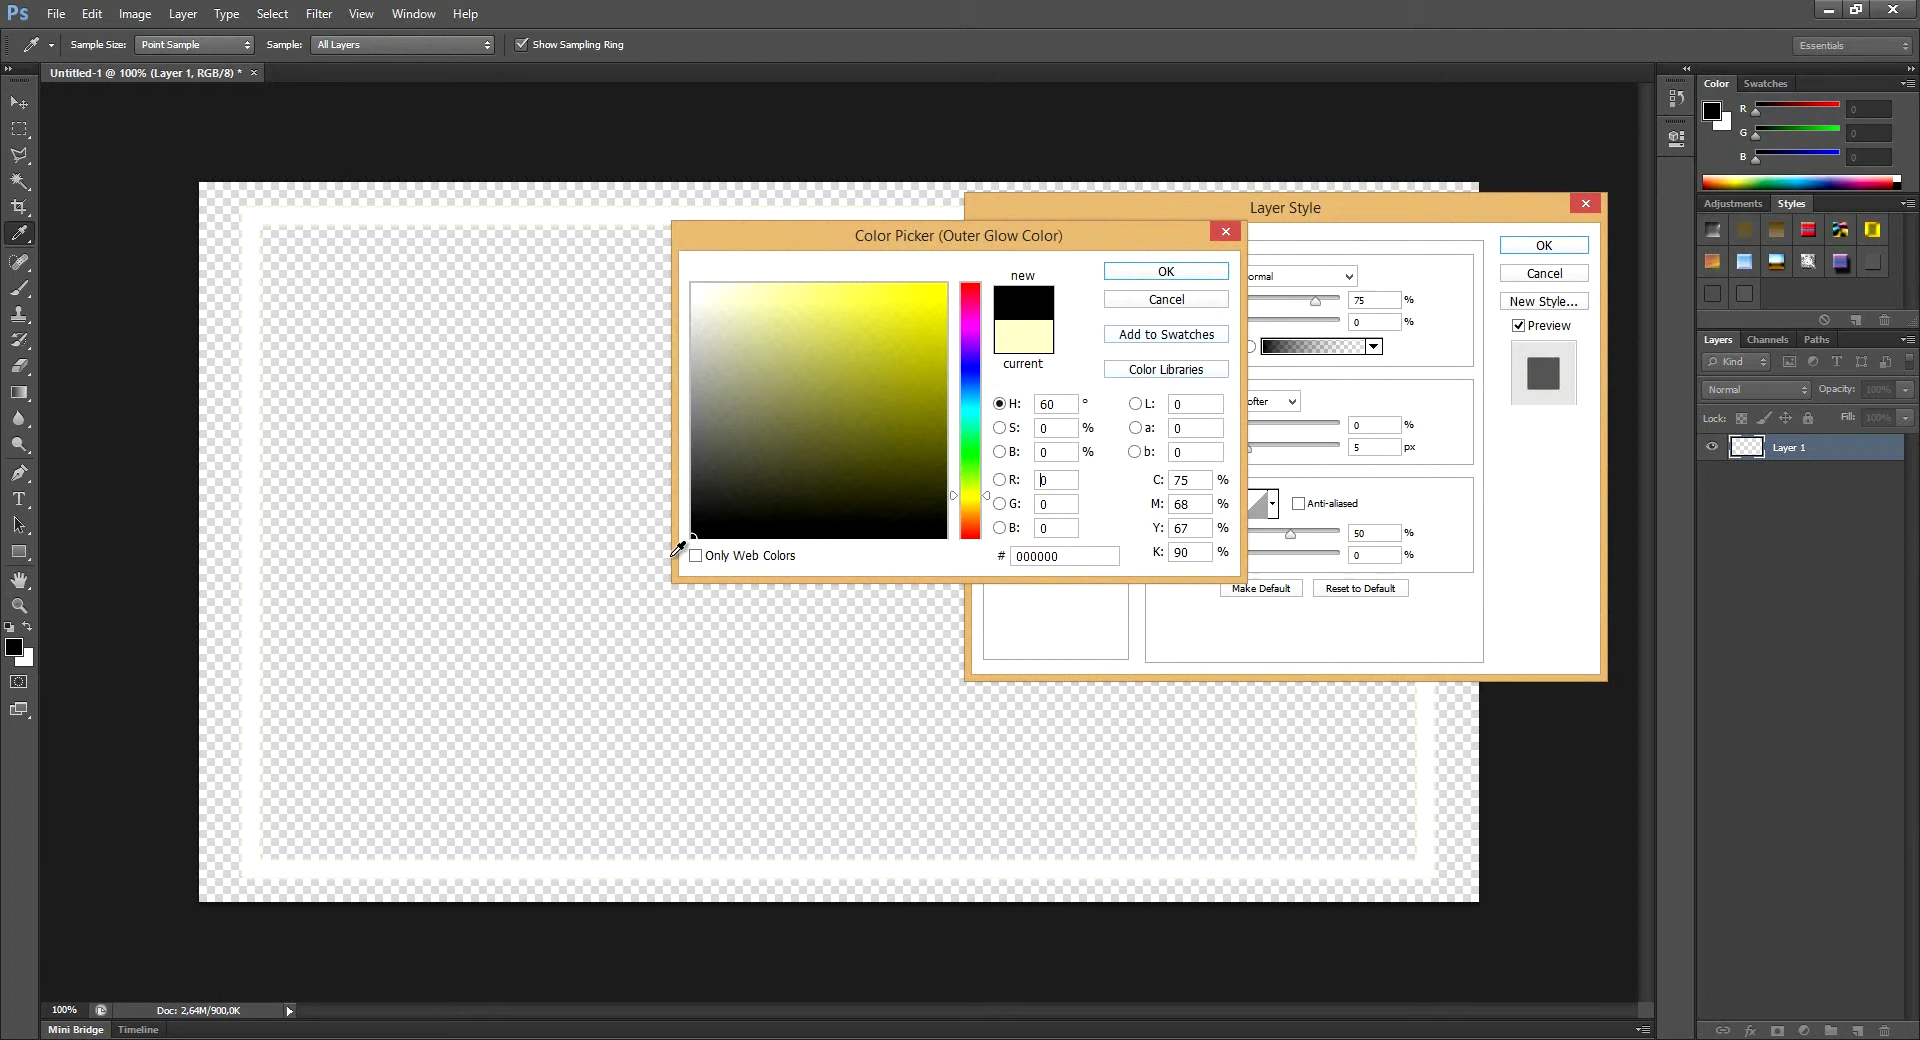 Ps File Edit Image Layer Type Select Filter View Window Help
Sample Size: Point Sample Sample: All Layers Show Sampling Ring Essentials
Untitled-1 @ 100% (Layer 1, RGB/8) * ×
Color Swatches
R 0
G 0
B 0
Adjustments Styles
Layers Channels Paths
Kind
Normal Opacity: 100%
Lock: Fill: 100%
Layer 1
Layer Style
OK
Cancel
New Style...
Preview
ormal
75 %
0 %
ofter
0 %
5 px
Anti-aliased
50 %
0 %
Make Default Reset to Default
Color Picker (Outer Glow Color)
new
current
OK
Cancel
Add to Swatches
Color Libraries
H: 60 ° L: 0
S: 0 % a: 0
B: 0 % b: 0
R: 0 C: 75 %
G: 0 M: 68 %
B: 0 Y: 67 %
# 000000 K: 90 %
Only Web Colors
100% Doc: 2,64M/900,0K
Mini Bridge Timeline